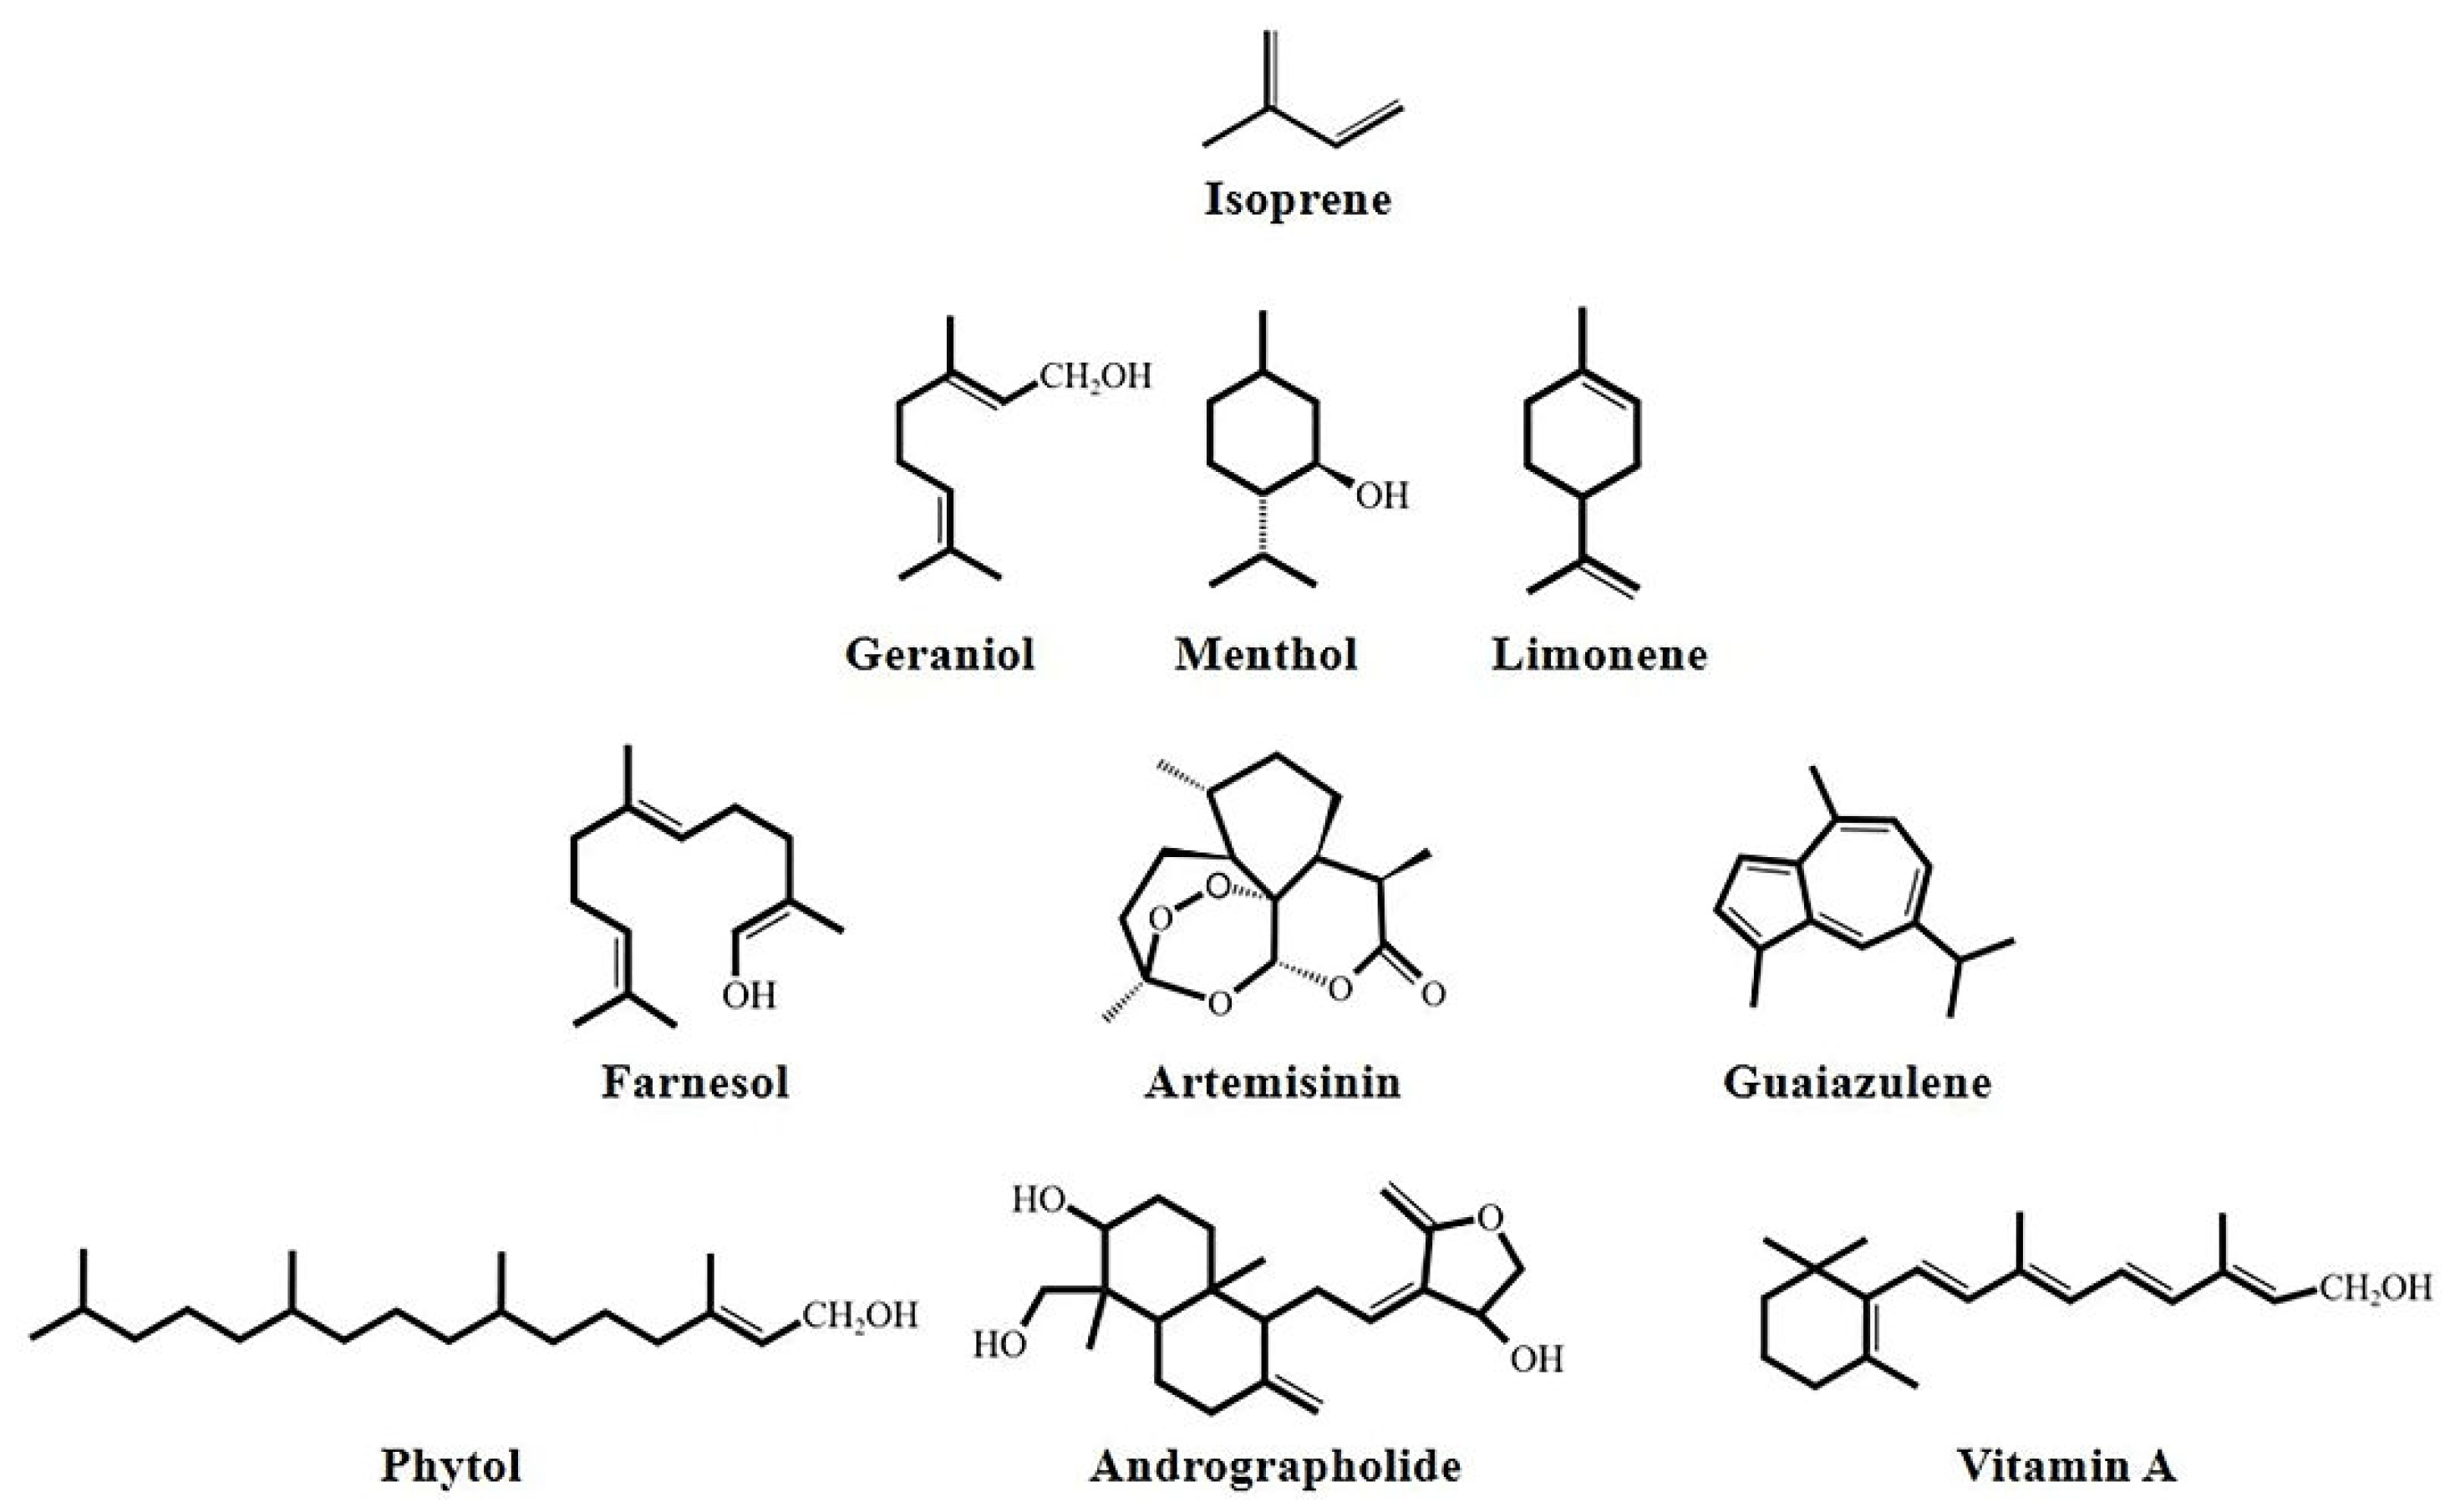 Isoprene
CH₂OH
OH
Geraniol
Menthol
Limonene
O
O
OH
O
O
O
Farnesol
Artemisinin
Guaiazulene
HO
O
CH₂OH
CH₂OH
HO
OH
Phytol
Andrographolide
Vitamin A